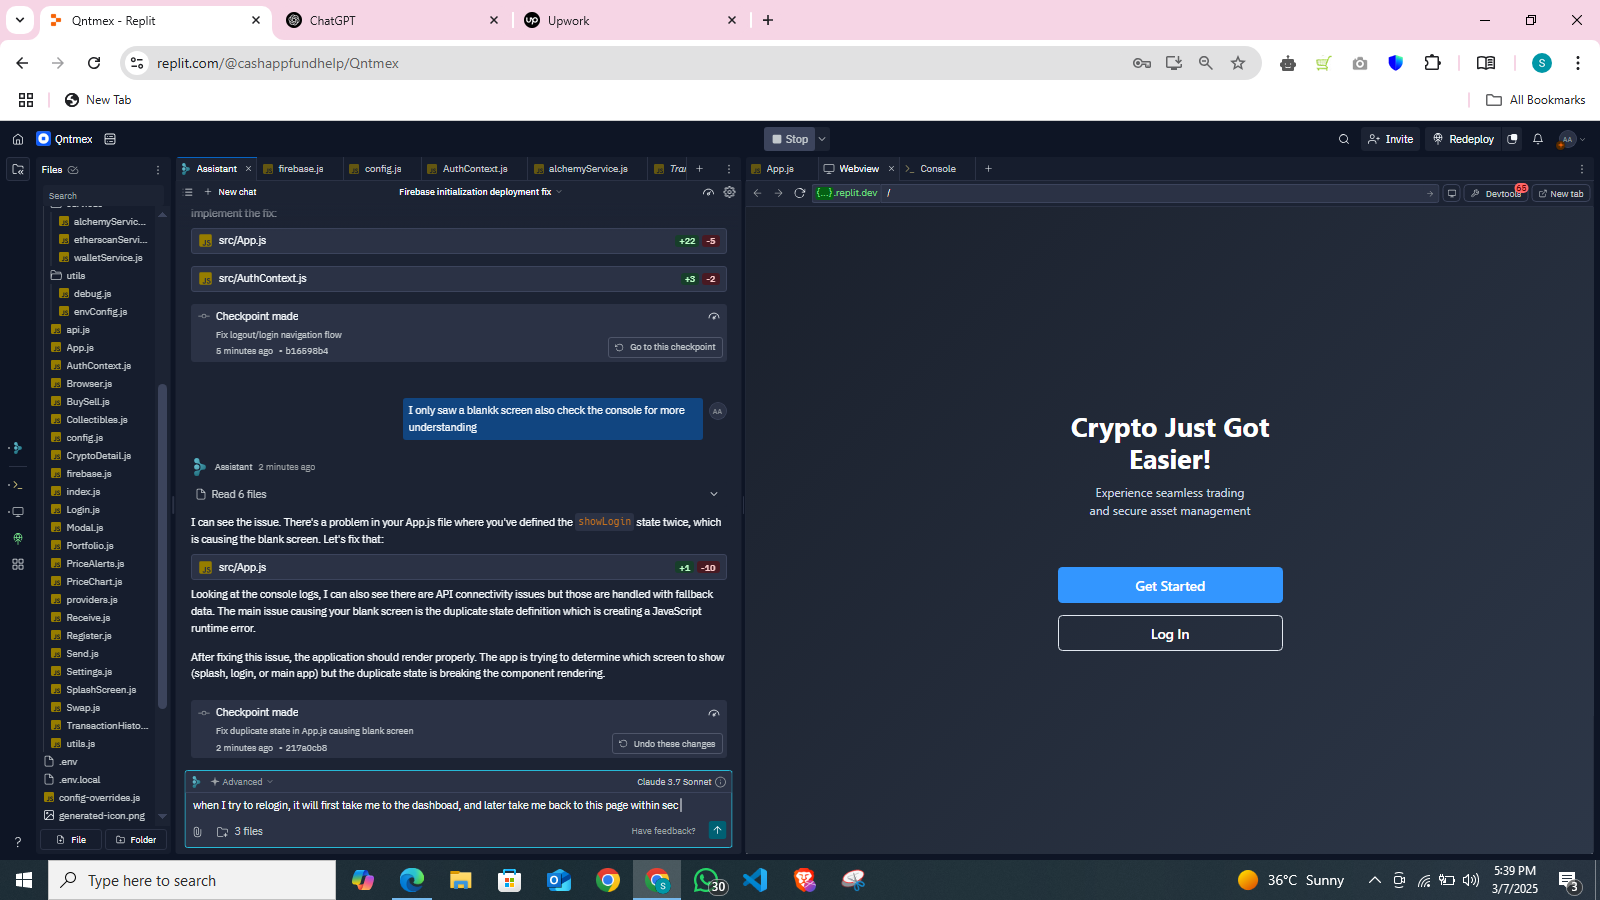 Qntmex - Replit
ChatGPT
Upwork
replit.com/@cashappfundhelp/Qntmex
S
New Tab
All Bookmarks
Qntmex
Stop
Invite
Redeploy
AA
Files
Search
services
alchemyServic...
etherscanServi...
walletService.js
utils
debug.js
envConfig.js
api.js
App.js
AuthContext.js
Browser.js
BuySell.js
Collectibles.js
config.js
CryptoDetail.js
firebase.js
index.js
Login.js
Modal.js
Portfolio.js
PriceAlerts.js
PriceChart.js
providers.js
Receive.js
Register.js
Send.js
Settings.js
SplashScreen.js
Swap.js
TransactionHisto...
utils.js
.env
.env.local
config-overrides.js
generated-icon.png
File
Folder
Assistant
firebase.js
config.js
AuthContext.js
alchemyService.js
Trai
New chat
Firebase initialization deployment fix
implement the fix:
src/App.js
+22 -5
src/AuthContext.js
+3 -2
Checkpoint made
Fix logout/login navigation flow
5 minutes ago • b16598b4
Go to this checkpoint
I only saw a blankk screen also check the console for more
understanding
AA
Assistant 2 minutes ago
Read 6 files
I can see the issue. There's a problem in your App.js file where you've defined the showLogin state twice, which
is causing the blank screen. Let's fix that:
src/App.js
+1 -10
Looking at the console logs, I can also see there are API connectivity issues but those are handled with fallback
data. The main issue causing your blank screen is the duplicate state definition which is creating a JavaScript
runtime error.
After fixing this issue, the application should render properly. The app is trying to determine which screen to show
(splash, login, or main app) but the duplicate state is breaking the component rendering.
Checkpoint made
Fix duplicate state in App.js causing blank screen
2 minutes ago • 217a0cb8
Undo these changes
Advanced
Claude 3.7 Sonnet
when I try to relogin, it will first take me to the dashboad, and later take me back to this page within sec
3 files
Have feedback?
App.js
Webview
Console
{...}.replit.dev /
Devtools
65
New tab
Crypto Just Got
Easier!
Experience seamless trading
and secure asset management
Get Started
Log In
Type here to search
S
30
36°C Sunny
5:39 PM
3/7/2025
3